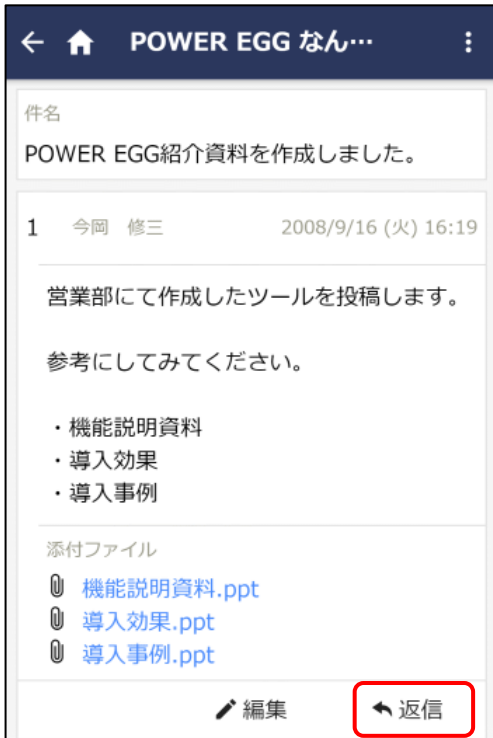 POWER EGG なん…
件名
POWER EGG紹介資料を作成しました。
1 今岡 修三 2008/9/16 (火) 16:19
営業部にて作成したツールを投稿します。
参考にしてみてください。
・機能説明資料
・導入効果
・導入事例
添付ファイル
機能説明資料.ppt
導入効果.ppt
導入事例.ppt
編集 返信